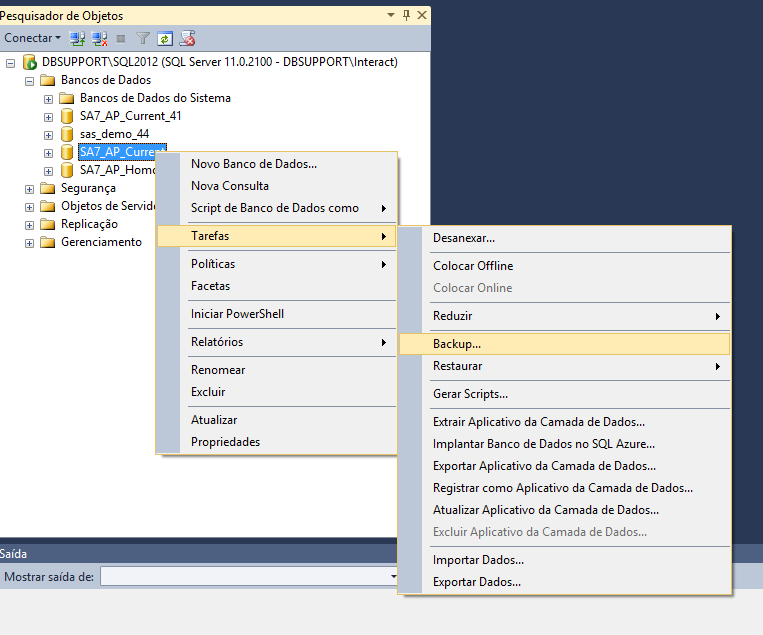 Pesquisador de Objetos
Conectar
DBSUPPORT\SQL2012 (SQL Server 11.0.2100 - DBSUPPORT\Interact)
Bancos de Dados
Bancos de Dados do Sistema
SA7_AP_Current_41
sas_demo_44
SA7_AP_Current
SA7_AP_Homo
Segurança
Objetos de Servido
Replicação
Gerenciamento
Novo Banco de Dados...
Nova Consulta
Script de Banco de Dados como
Tarefas
Políticas
Facetas
Iniciar PowerShell
Relatórios
Renomear
Excluir
Atualizar
Propriedades
Desanexar...
Colocar Offline
Colocar Online
Reduzir
Backup...
Restaurar
Gerar Scripts...
Extrair Aplicativo da Camada de Dados...
Implantar Banco de Dados no SQL Azure...
Exportar Aplicativo da Camada de Dados...
Registrar como Aplicativo da Camada de Dados...
Atualizar Aplicativo da Camada de Dados...
Excluir Aplicativo da Camada de Dados...
Importar Dados...
Exportar Dados...
Saída
Mostrar saída de: